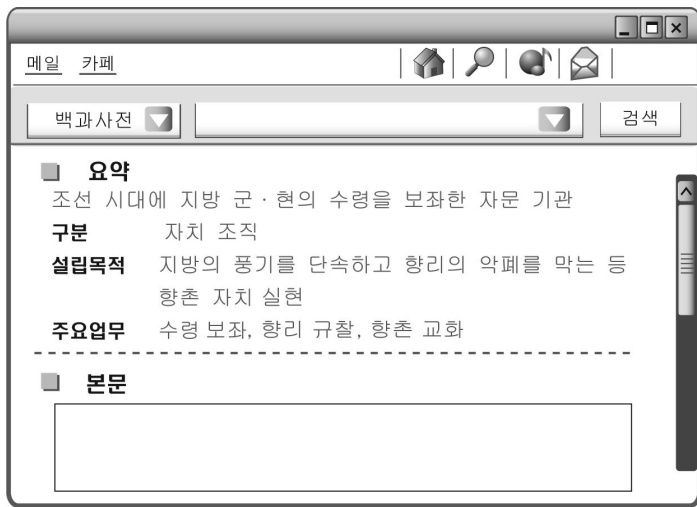 메일 카페
백과사전 검색
요약
조선 시대에 지방 군·현의 수령을 보좌한 자문 기관
구분 자치 조직
설립목적 지방의 풍기를 단속하고 향리의 악폐를 막는 등
향촌 자치 실현
주요업무 수령 보좌, 향리 규찰, 향촌 교화
본문